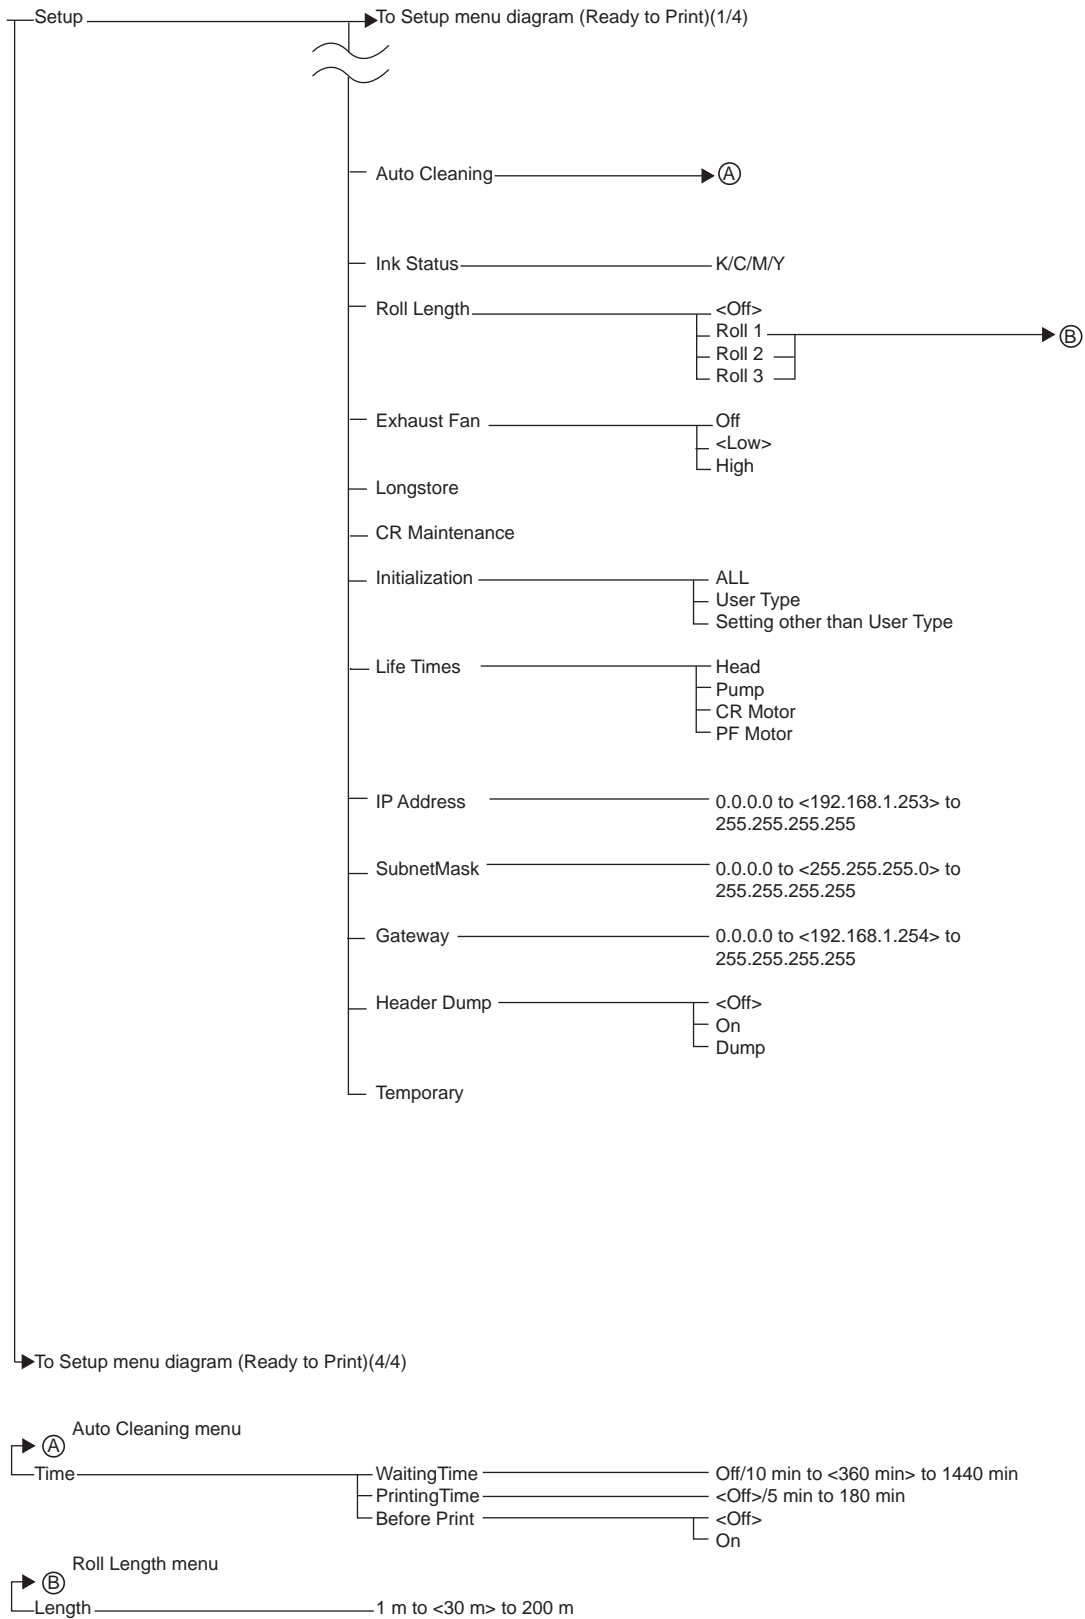 Setup To Setup menu diagram (Ready to Print)(1/4)
Auto Cleaning A
Ink Status K/C/M/Y
Roll Length <Off>
Roll 1 B
Roll 2
Roll 3
Exhaust Fan Off
<Low>
High
Longstore
CR Maintenance
Initialization ALL
User Type
Setting other than User Type
Life Times Head
Pump
CR Motor
PF Motor
IP Address 0.0.0.0 to <192.168.1.253> to
255.255.255.255
SubnetMask 0.0.0.0 to <255.255.255.0> to
255.255.255.255
Gateway 0.0.0.0 to <192.168.1.254> to
255.255.255.255
Header Dump <Off>
On
Dump
Temporary
To Setup menu diagram (Ready to Print)(4/4)
A Auto Cleaning menu
Time WaitingTime Off/10 min to <360 min> to 1440 min
PrintingTime <Off>/5 min to 180 min
Before Print <Off>
On
B Roll Length menu
Length 1 m to <30 m> to 200 m